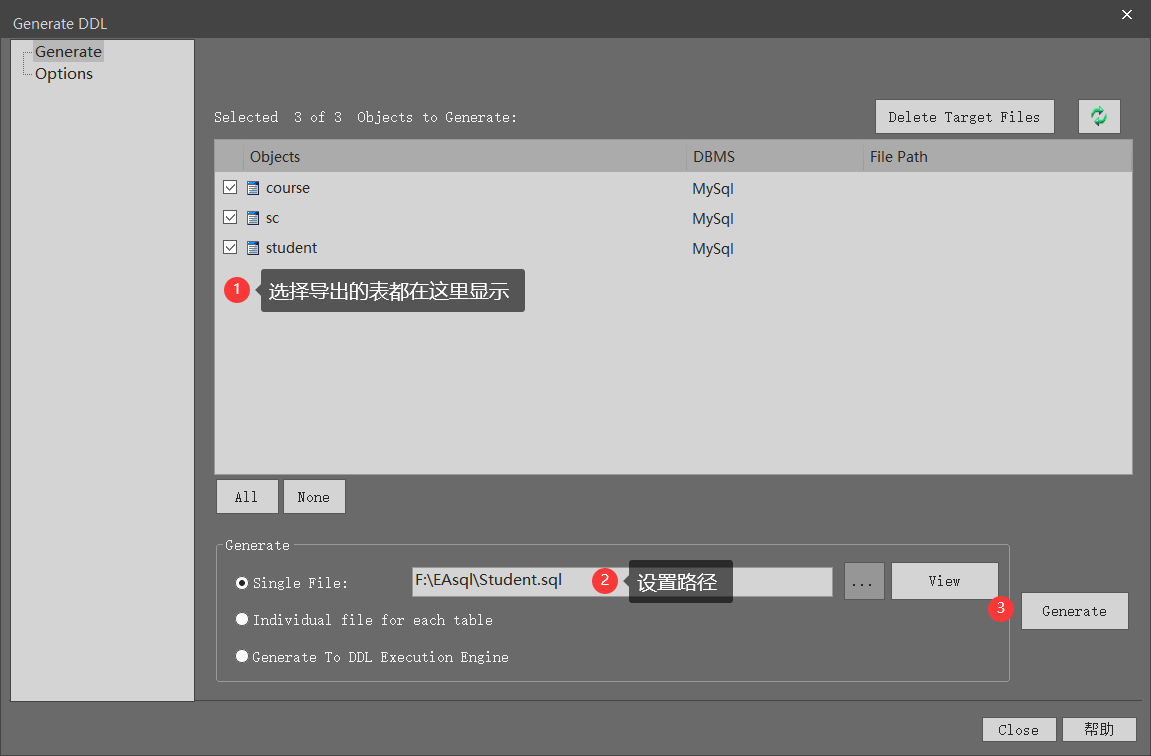 Generate DDL
Generate
Options
Selected 3 of 3 Objects to Generate:
Delete Target Files
Objects DBMS File Path
course MySql
sc MySql
student MySql
1 选择导出的表都在这里显示
All None
Generate
Single File: F:\EAsql\Student.sql 2 设置路径 ... View
Individual file for each table
3 Generate
Generate To DDL Execution Engine
Close 帮助